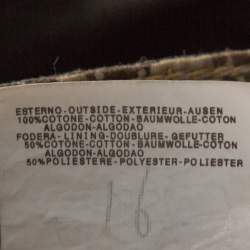 ESTERNO-OUTSIDE-EXTERIEUR-AUSEN
100%COTONE-COTTON-BAUMWOLLE-COTON
ALGODON-ALGODAO
FODERA-LINING-DOUBLURE-GEFUTTER
50%COTONE-COTTON-BAUMWOLLE-COTON
ALGODON-ALGODAO
50%POLIESTERE-POLYESTER-POLIESTER
16